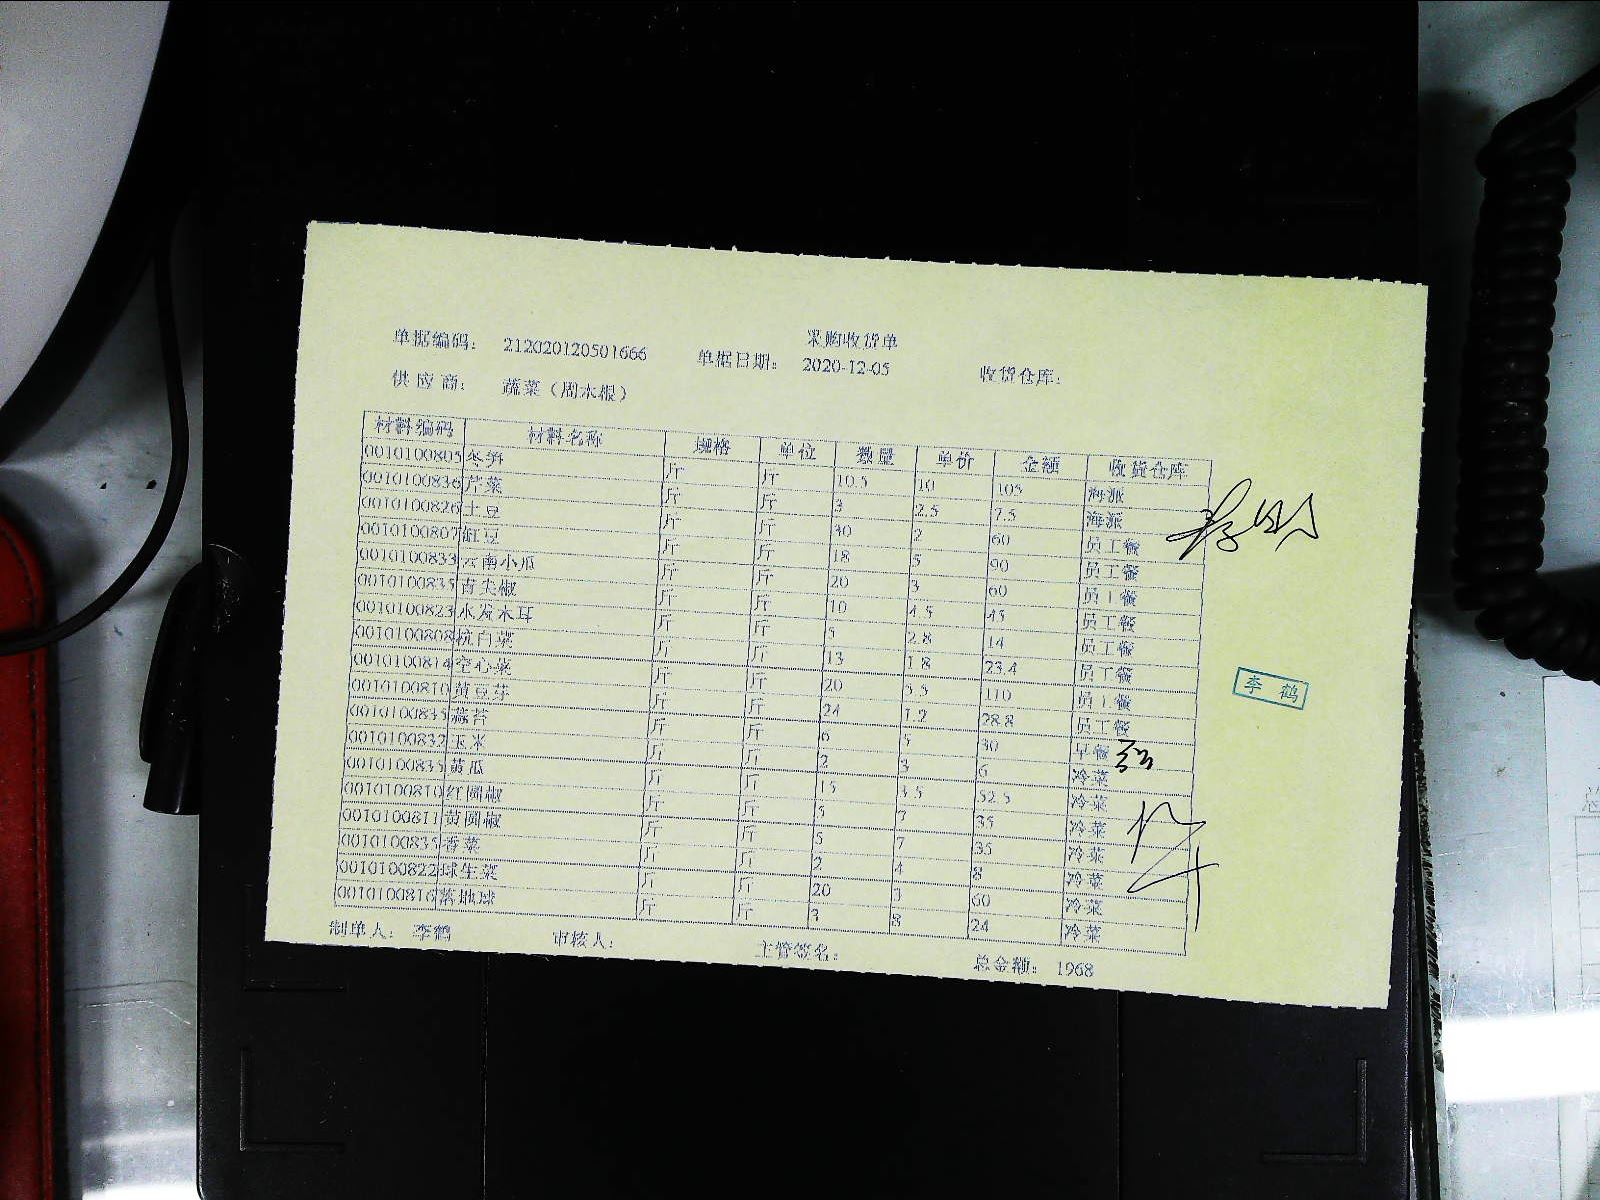 采购收货单
单据编码： 212020120501666 单据日期： 2020-12-05 收货仓库：
供应商： 蔬菜（周木根）
材料编码 材料名称 规格 单位 数量 单价 金额 收货仓库
0010100805 冬笋 斤 斤 10.5 10 105 海派
0010100836 芹菜 斤 斤 3 2.5 7.5 海派
0010100826 土豆 斤 斤 30 2 60 员工餐
0010100807 豇豆 斤 斤 18 5 90 员工餐
0010100833 云南小瓜 斤 斤 20 3 60 员工餐
0010100835 青尖椒 斤 斤 10 4.5 45 员工餐
0010100823 水发木耳 斤 斤 5 2.8 14 员工餐
0010100808 杭白菜 斤 斤 13 1.8 23.4 员工餐
0010100814 空心菜 斤 斤 20 5.5 110 员工餐
0010100810 黄豆芽 斤 斤 24 1.2 28.8 员工餐
0010100835 蒜苔 斤 斤 6 5 30 早餐
0010100832 玉米 斤 斤 2 3 6 冷菜
0010100835 黄瓜 斤 斤 15 3.5 52.5 冷菜
0010100810 红圆椒 斤 斤 5 7 35 冷菜
0010100811 黄圆椒 斤 斤 5 7 35 冷菜
0010100835 香菜 斤 斤 2 4 8 冷菜
0010100822 球生菜 斤 斤 20 3 60 冷菜
0010100816 落地球 斤 斤 3 8 24 冷菜
李 鹤
制单人： 李鹤 审核人： 主管签名： 总金额： 1968